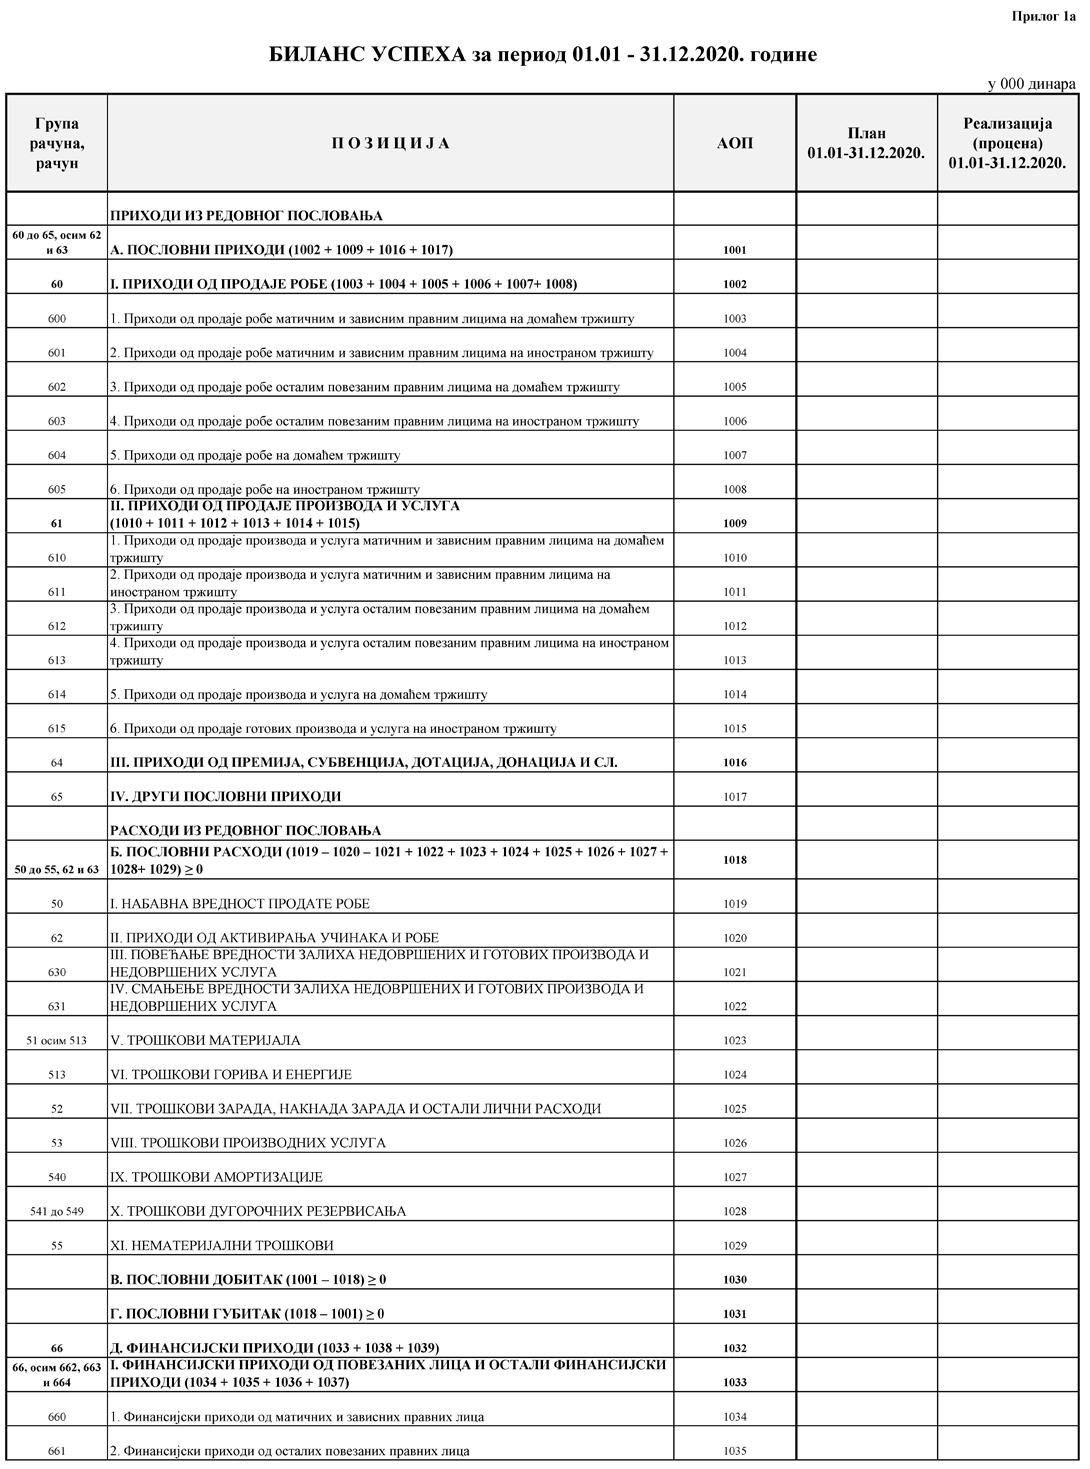 Прилог 1а
БИЛАНС УСПЕХА за период 01.01 - 31.12.2020. године
у 000 динара
Група рачуна, рачун П О З И Ц И Ј А АОП План 01.01-31.12.2020. Реализација (процена) 01.01-31.12.2020.
ПРИХОДИ ИЗ РЕДОВНОГ ПОСЛОВАЊА
60 до 65, осим 62 и 63 А. ПОСЛОВНИ ПРИХОДИ (1002 + 1009 + 1016 + 1017) 1001
60 I. ПРИХОДИ ОД ПРОДАЈЕ РОБЕ (1003 + 1004 + 1005 + 1006 + 1007+ 1008) 1002
600 1. Приходи од продаје робе матичним и зависним правним лицима на домаћем тржишту 1003
601 2. Приходи од продаје робе матичним и зависним правним лицима на иностраном тржишту 1004
602 3. Приходи од продаје робе осталим повезаним правним лицима на домаћем тржишту 1005
603 4. Приходи од продаје робе осталим повезаним правним лицима на иностраном тржишту 1006
604 5. Приходи од продаје робе на домаћем тржишту 1007
605 6. Приходи од продаје робе на иностраном тржишту 1008
II. ПРИХОДИ ОД ПРОДАЈЕ ПРОИЗВОДА И УСЛУГА
61 (1010 + 1011 + 1012 + 1013 + 1014 + 1015) 1009
1. Приходи од продаје производа и услуга матичним и зависним правним лицима на домаћем
610 тржишту 1010
2. Приходи од продаје производа и услуга матичним и зависним правним лицима на
611 иностраном тржишту 1011
3. Приходи од продаје производа и услуга осталим повезаним правним лицима на домаћем
612 тржишту 1012
4. Приходи од продаје производа и услуга осталим повезаним правним лицима на иностраном
613 тржишту 1013
614 5. Приходи од продаје производа и услуга на домаћем тржишту 1014
615 6. Приходи од продаје готових производа и услуга на иностраном тржишту 1015
64 III. ПРИХОДИ ОД ПРЕМИЈА, СУБВЕНЦИЈА, ДОТАЦИЈА, ДОНАЦИЈА И СЛ. 1016
65 IV. ДРУГИ ПОСЛОВНИ ПРИХОДИ 1017
РАСХОДИ ИЗ РЕДОВНОГ ПОСЛОВАЊА
Б. ПОСЛОВНИ РАСХОДИ (1019 – 1020 – 1021 + 1022 + 1023 + 1024 + 1025 + 1026 + 1027 + 1018
50 до 55, 62 и 63 1028+ 1029) ≥ 0
50 I. НАБАВНА ВРЕДНОСТ ПРОДАТЕ РОБЕ 1019
62 II. ПРИХОДИ ОД АКТИВИРАЊА УЧИНАКА И РОБЕ 1020
III. ПОВЕЋАЊЕ ВРЕДНОСТИ ЗАЛИХА НЕДОВРШЕНИХ И ГОТОВИХ ПРОИЗВОДА И
630 НЕДОВРШЕНИХ УСЛУГА 1021
IV. СМАЊЕЊЕ ВРЕДНОСТИ ЗАЛИХА НЕДОВРШЕНИХ И ГОТОВИХ ПРОИЗВОДА И
631 НЕДОВРШЕНИХ УСЛУГА 1022
51 осим 513 V. ТРОШКОВИ МАТЕРИЈАЛА 1023
513 VI. ТРОШКОВИ ГОРИВА И ЕНЕРГИЈЕ 1024
52 VII. ТРОШКОВИ ЗАРАДА, НАКНАДА ЗАРАДА И ОСТАЛИ ЛИЧНИ РАСХОДИ 1025
53 VIII. ТРОШКОВИ ПРОИЗВОДНИХ УСЛУГА 1026
540 IX. ТРОШКОВИ АМОРТИЗАЦИЈЕ 1027
541 до 549 X. ТРОШКОВИ ДУГОРОЧНИХ РЕЗЕРВИСАЊА 1028
55 XI. НЕМАТЕРИЈАЛНИ ТРОШКОВИ 1029
В. ПОСЛОВНИ ДОБИТАК (1001 – 1018) ≥ 0 1030
Г. ПОСЛОВНИ ГУБИТАК (1018 – 1001) ≥ 0 1031
66 Д. ФИНАНСИЈСКИ ПРИХОДИ (1033 + 1038 + 1039) 1032
66, осим 662, 663 I. ФИНАНСИЈСКИ ПРИХОДИ ОД ПОВЕЗАНИХ ЛИЦА И ОСТАЛИ ФИНАНСИЈСКИ
и 664 ПРИХОДИ (1034 + 1035 + 1036 + 1037) 1033
660 1. Финансијски приходи од матичних и зависних правних лица 1034
661 2. Финансијски приходи од осталих повезаних правних лица 1035